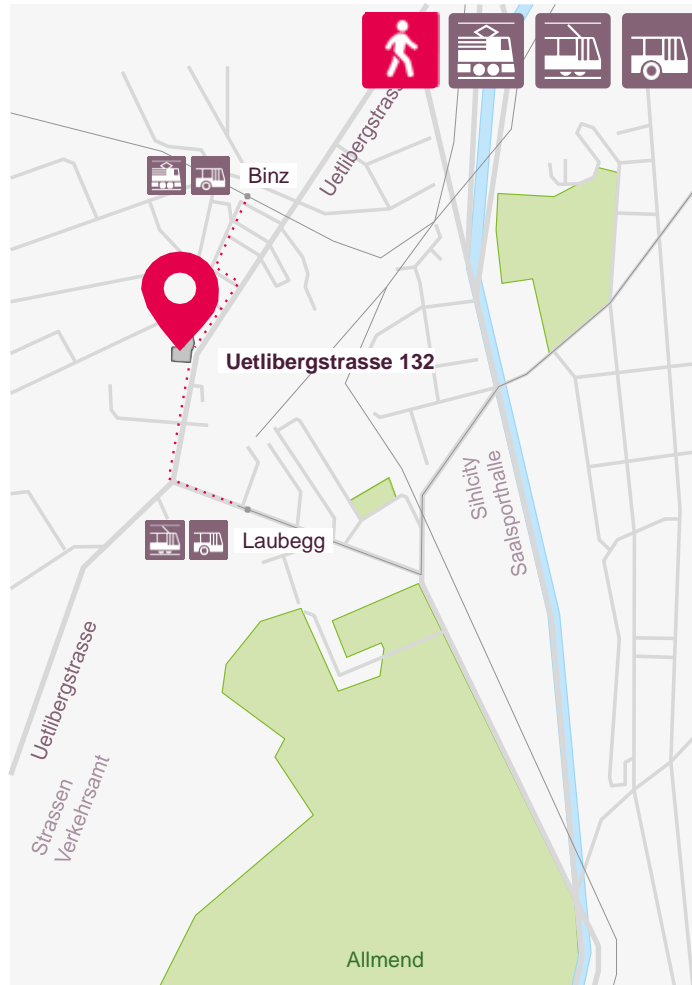 Uetlibergstrasse
Binz
Uetlibergstrasse 132
Sihlcity
Saalsporthalle
Laubegg
Uetlibergstrasse
Strassen
Verkehrsamt
Allmend